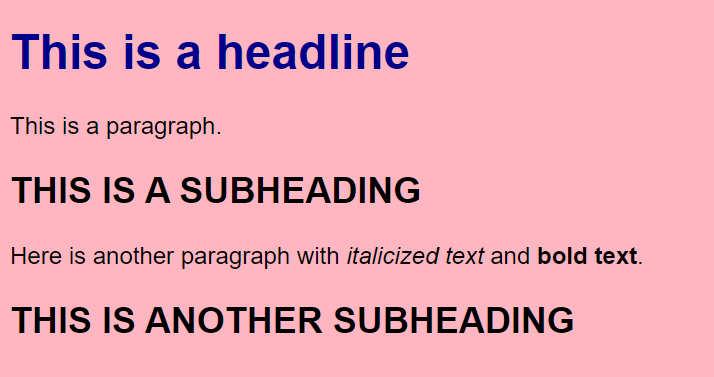 This is a headline
This is a paragraph.
THIS IS A SUBHEADING
Here is another paragraph with italicized text and bold text.
THIS IS ANOTHER SUBHEADING